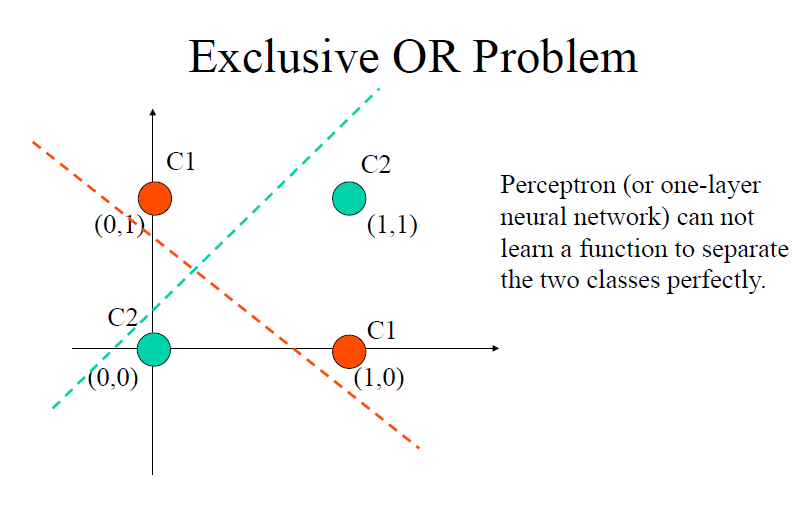 Exclusive OR Problem
C1
C2
(0,1)
(1,1)
Perceptron (or one-layer
neural network) can not
learn a function to separate
the two classes perfectly.
C2
C1
(0,0)
(1,0)